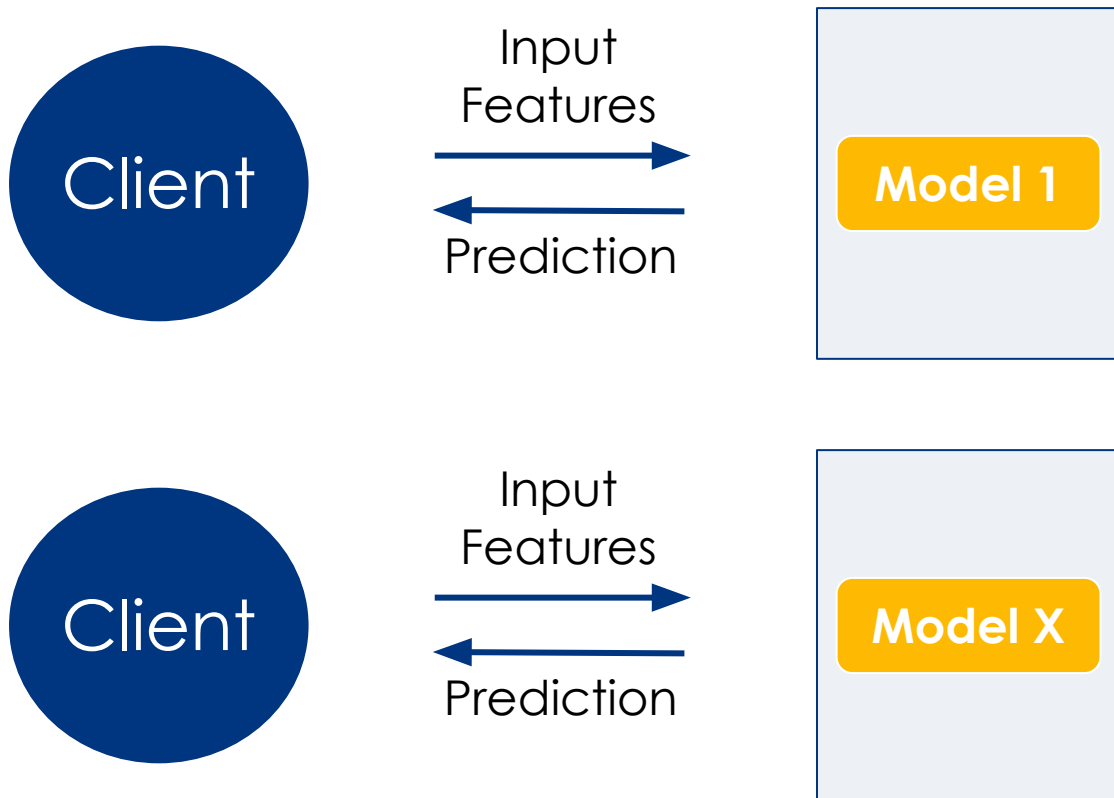 Input
Features
Client
Model 1
Prediction
Input
Features
Client
Model X
Prediction